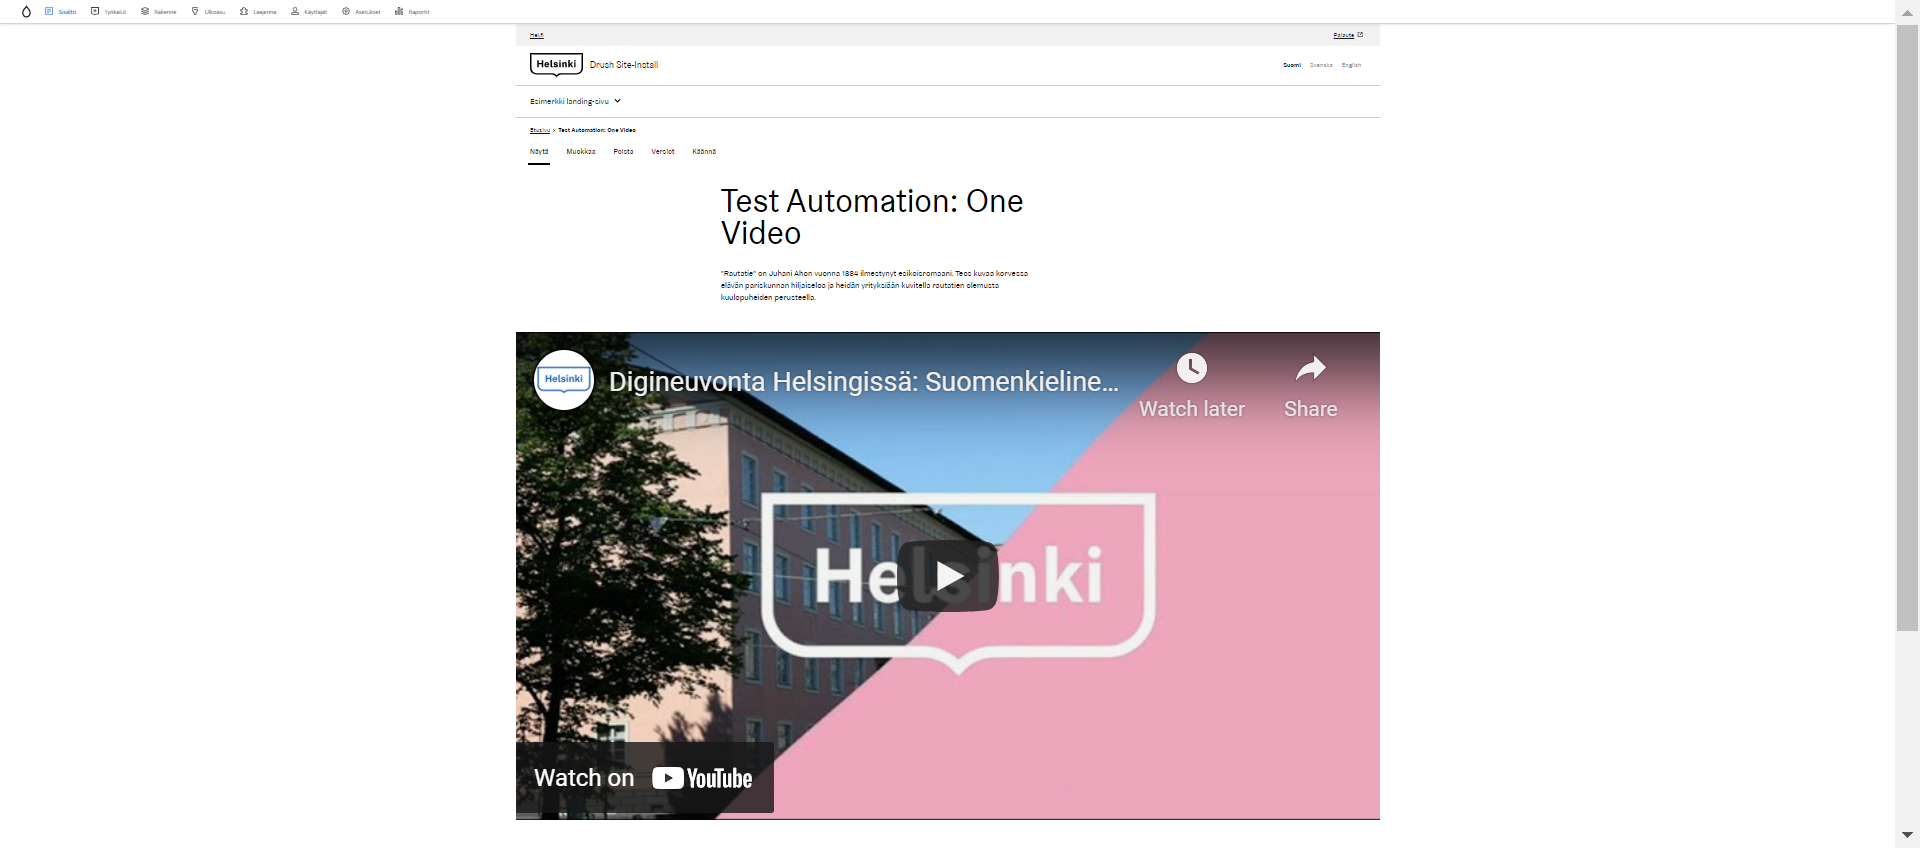 Sisältö Työkalut Rakenne Ulkoasu Laajenna Käyttäjät Asetukset Raportit
Hel.fi Palaute
Helsinki Drush Site-Install Suomi Svenska English
Esimerkki landing-sivu
Etusivu › Test Automation: One Video
Näytä Muokkaa Poista Versiot Käännä
Test Automation: One
Video
"Rautatie" on Juhani Ahon vuonna 1884 ilmestynyt esikoisromaani. Teos kuvaa korvessa
elävän pariskunnan hiljaiseloa ja heidän yrityksiään kuvitella rautatien olemusta
kuulopuheiden perusteella.
Helsinki Digineuvonta Helsingissä: Suomenkieline...
Watch later Share
Helsinki
Watch on YouTube